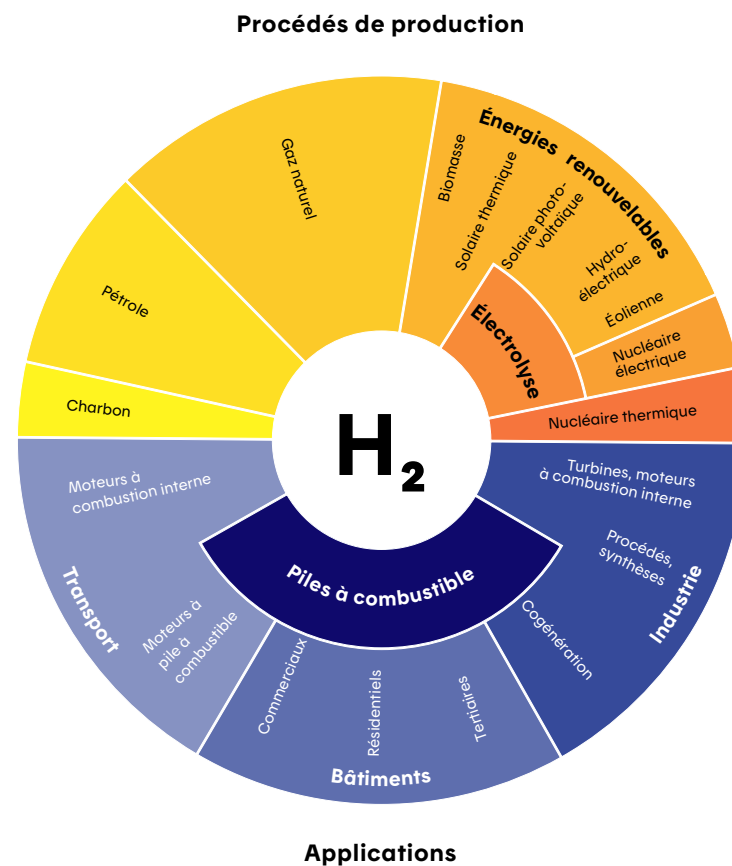 Procédés de production
Gaz naturel
Pétrole
Charbon
Énergies renouvelables
Biomasse
Solaire thermique
Solaire photo-
voltaïque
Hydro-
électrique
Éolienne
Électrolyse
Nucléaire
électrique
Nucléaire thermique
H2
Moteurs à
combustion interne
Transport
Moteurs à
pile à
combustible
Piles à combustible
Commerciaux
Résidentiels
Tertiaires
Bâtiments
Turbines, moteurs
à combustion interne
Procédés,
synthèses
Industrie
Cogénération
Applications